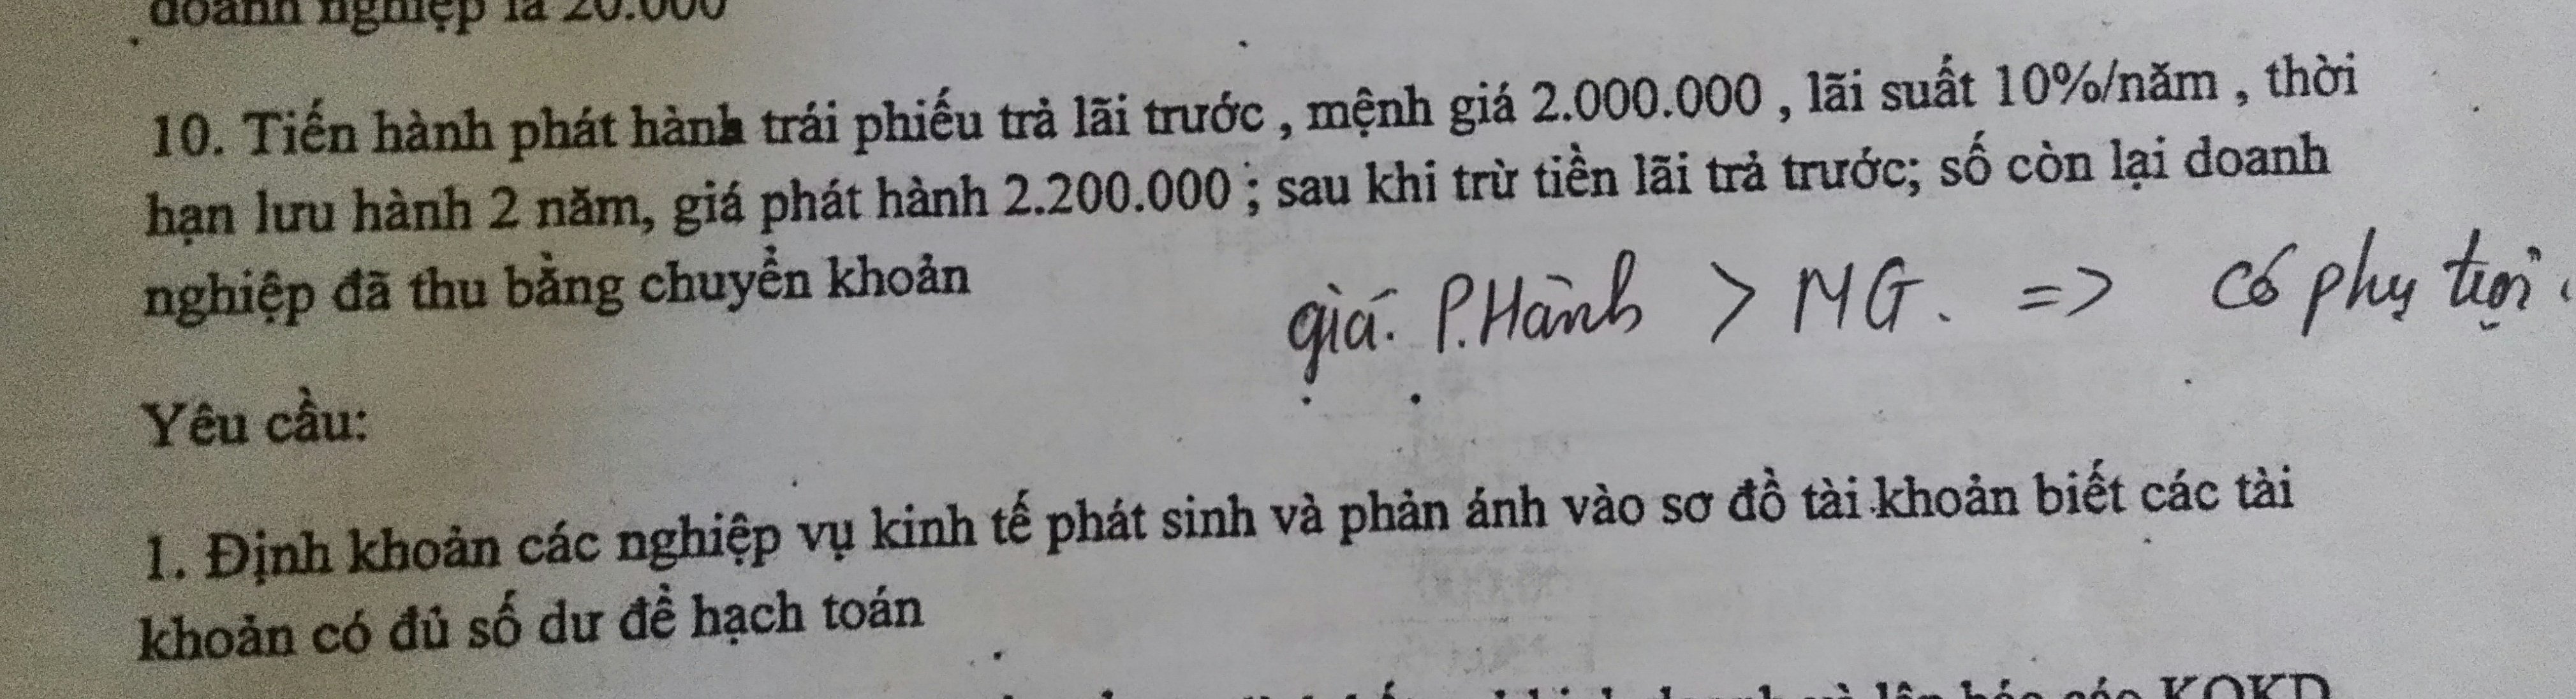 doanh nghiệp là 20.000
10. Tiến hành phát hành trái phiếu trả lãi trước , mệnh giá 2.000.000 , lãi suất 10%/năm , thời
hạn lưu hành 2 năm, giá phát hành 2.200.000 ; sau khi trừ tiền lãi trả trước; số còn lại doanh
nghiệp đã thu bằng chuyển khoản
giá P.Hành > MG. => có phụ trội.
Yêu cầu:
1. Định khoản các nghiệp vụ kinh tế phát sinh và phản ánh vào sơ đồ tài khoản biết các tài
khoản có đủ số dư để hạch toán
KQKD